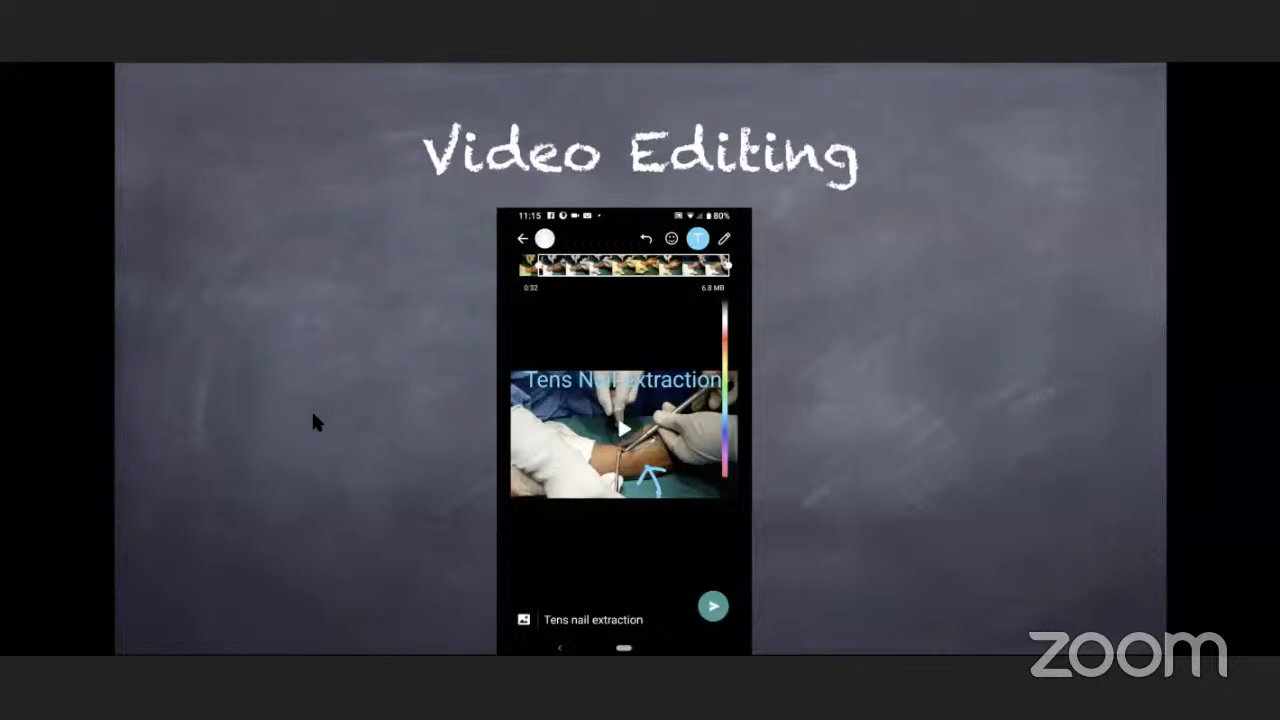 Video Editing
11:15 80%
T
0:32 6.8 MB
Tens Nail extraction
Tens nail extraction
zoom